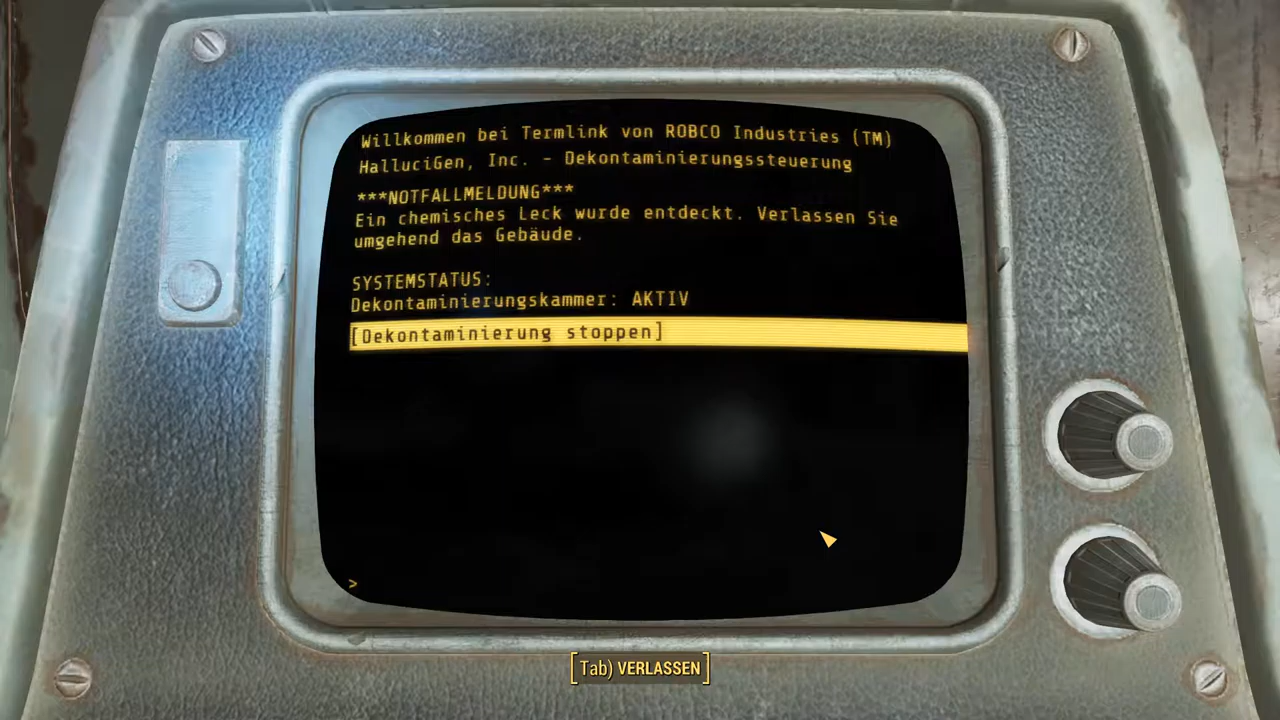 Willkommen bei Termlink von ROBCO Industries (TM)
HalluciGen, Inc. - Dekontaminierungssteuerung
***NOTFALLMELDUNG***
Ein chemisches Leck wurde entdeckt. Verlassen Sie
umgehend das Gebäude.
SYSTEMSTATUS:
Dekontaminierungskammer: AKTIV
[Dekontaminierung stoppen]
>
[Tab) VERLASSEN]